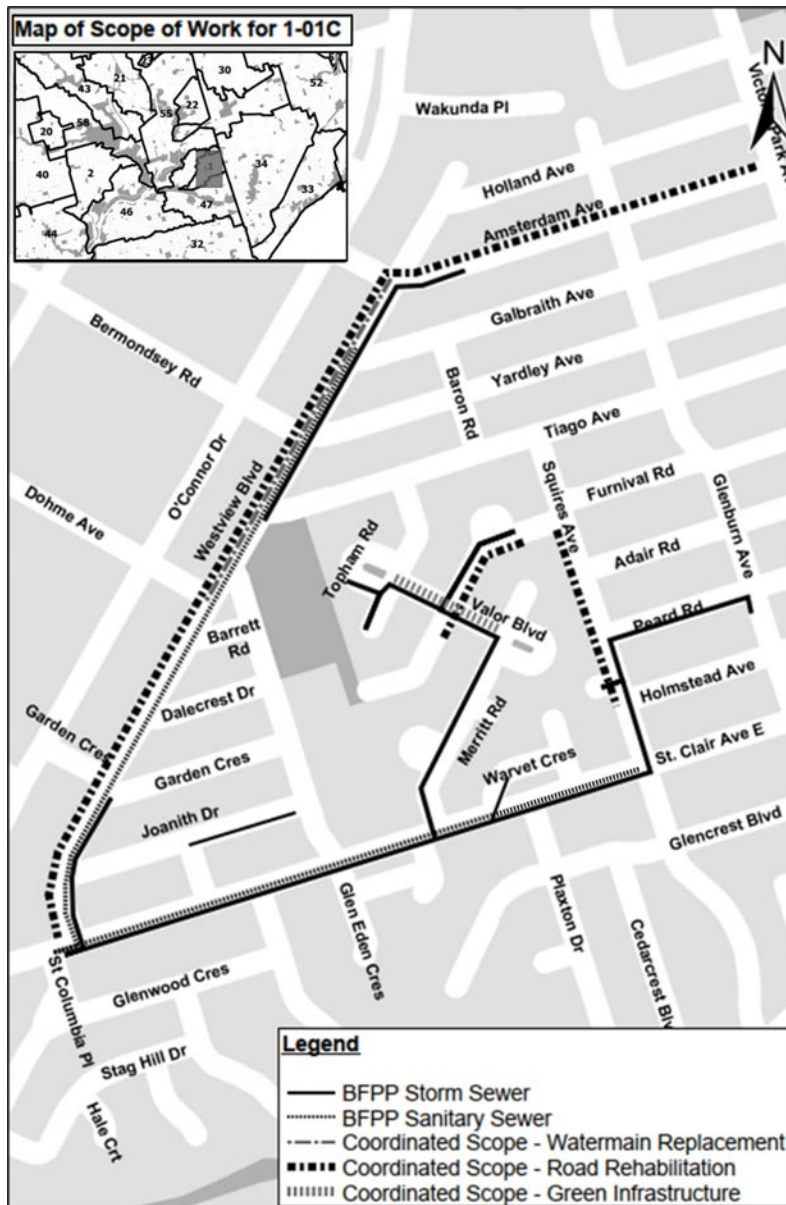 Map of Scope of Work for 1-01C
43
21
30
52
55
22
20
58
40
2
34
33
46
47
44
32
N
Wakunda Pl
Holland Ave
Amsterdam Ave
Galbraith Ave
Yardley Ave
Tiago Ave
Furnival Rd
Adair Rd
Peard Rd
Holmstead Ave
St. Clair Ave E
Glencrest Blvd
Bermondsey Rd
O'Connor Dr
Westview Blvd
Dohme Ave
Baron Rd
Squires Ave
Glenburn Ave
Topham Rd
Valor Blvd
Merritt Rd
Warvet Cres
Barrett
Rd
Dalecrest Dr
Garden Cres
Garden Cres
Joanith Dr
Glen Eden Cres
Plaxton Dr
Cedarcrest Blv
St Columbia Pl
Glenwood Cres
Stag Hill Dr
Hale Crt
Legend
BFPP Storm Sewer
BFPP Sanitary Sewer
Coordinated Scope - Watermain Replacement
Coordinated Scope - Road Rehabilitation
Coordinated Scope - Green Infrastructure